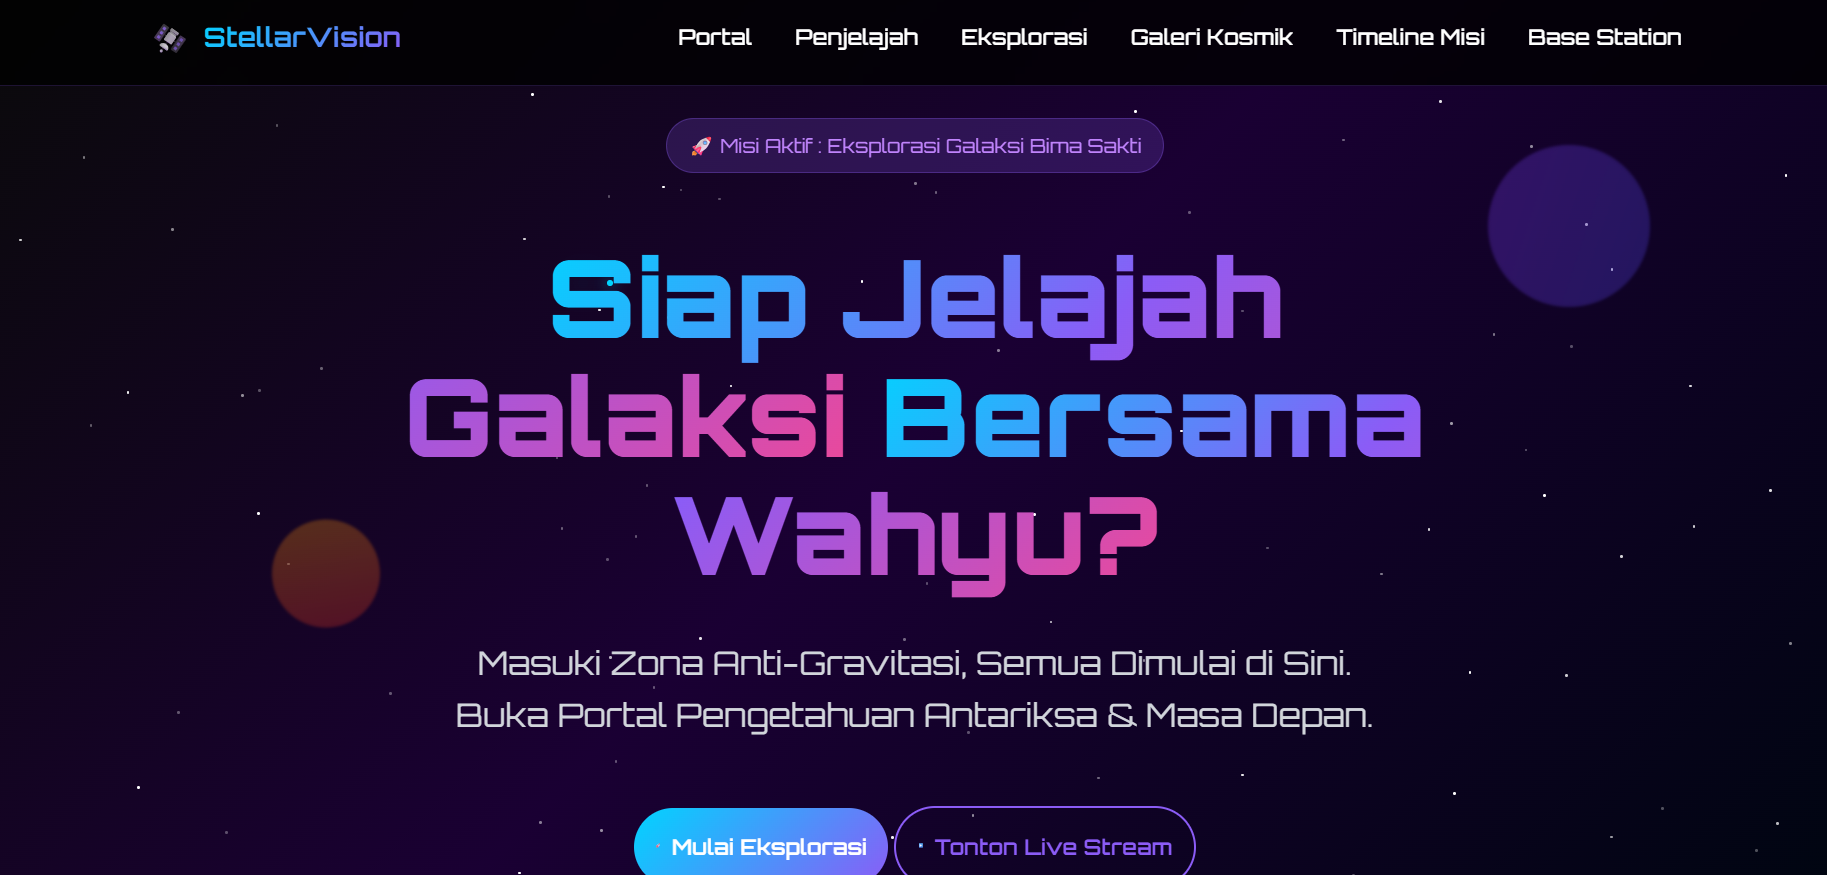 StellarVision
Portal Penjelajah Eksplorasi Galeri Kosmik Timeline Misi Base Station
🚀 Misi Aktif : Eksplorasi Galaksi Bima Sakti
Siap Jelajah
Galaksi Bersama
Wahyu?
Masuki Zona Anti-Gravitasi, Semua Dimulai di Sini.
Buka Portal Pengetahuan Antariksa & Masa Depan.
Mulai Eksplorasi
Tonton Live Stream